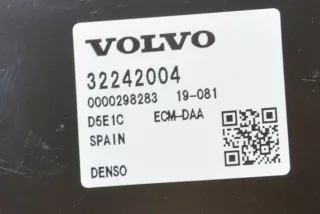 VOLVO
32242004
0000298283 19-081
D5E1C ECM-DAA
SPAIN
DENSO